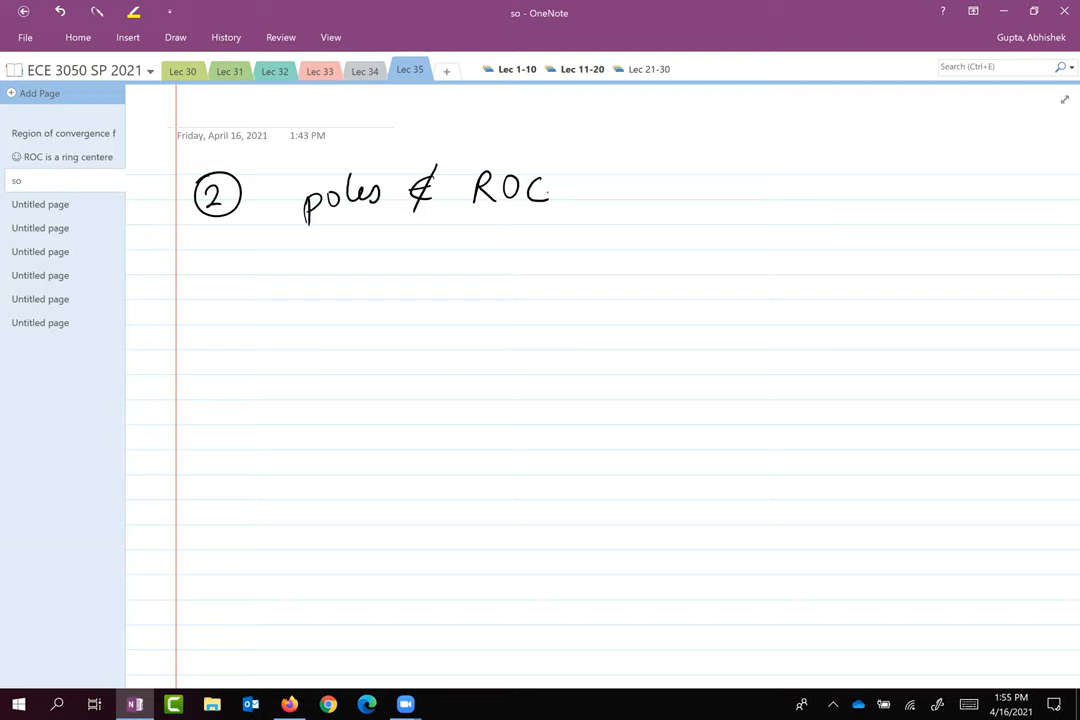 so - OneNote
?
Gupta, Abhishek
File Home Insert Draw History Review View
ECE 3050 SP 2021
Lec 30 Lec 31 Lec 32 Lec 33 Lec 34 Lec 35 + Lec 1-10 Lec 11-20 Lec 21-30
Search (Ctrl+E)
+ Add Page
Region of convergence f
ROC is a ring centere
so
Untitled page
Untitled page
Untitled page
Untitled page
Untitled page
Untitled page
Friday, April 16, 2021 1:43 PM
② poles ∉ ROC
1:55 PM
4/16/2021